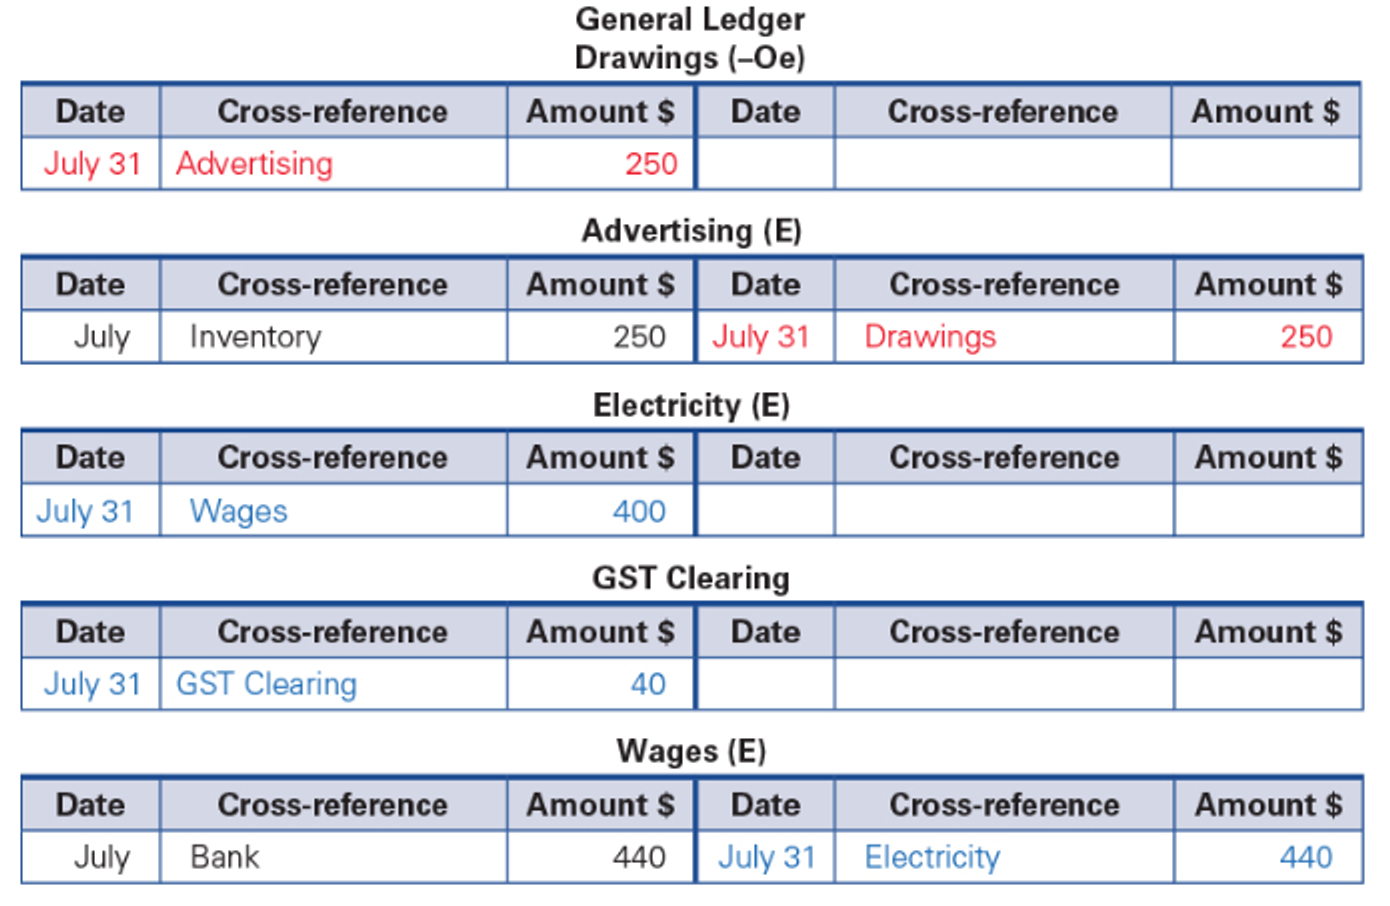 General Ledger
Drawings (–Oe)
Date Cross-reference Amount $ Date Cross-reference Amount $
July 31 Advertising 250
Advertising (E)
Date Cross-reference Amount $ Date Cross-reference Amount $
July Inventory 250 July 31 Drawings 250
Electricity (E)
Date Cross-reference Amount $ Date Cross-reference Amount $
July 31 Wages 400
GST Clearing
Date Cross-reference Amount $ Date Cross-reference Amount $
July 31 GST Clearing 40
Wages (E)
Date Cross-reference Amount $ Date Cross-reference Amount $
July Bank 440 July 31 Electricity 440